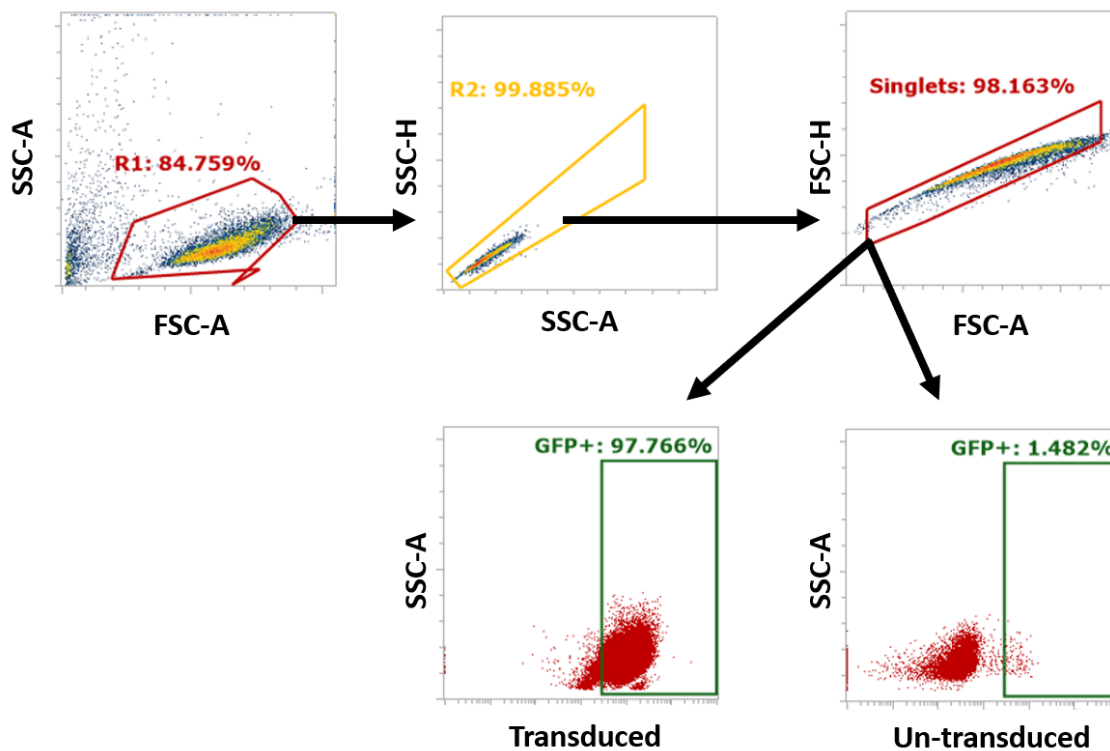 SSC-A
R1: 84.759%
FSC-A
SSC-H
R2: 99.885%
SSC-A
FSC-H
Singlets: 98.163%
FSC-A
SSC-A
GFP+: 97.766%
Transduced
SSC-A
GFP+: 1.482%
Un-transduced